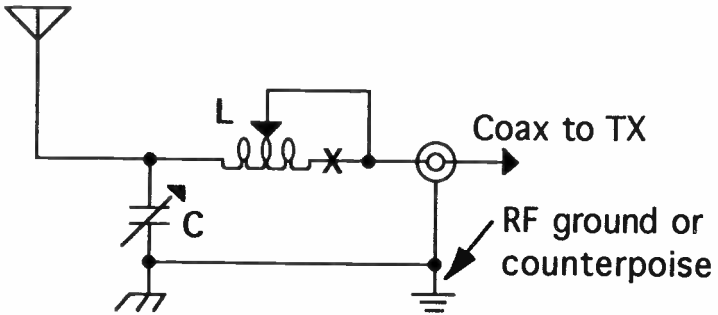 L
X
Coax to TX
C
RF ground or
counterpoise